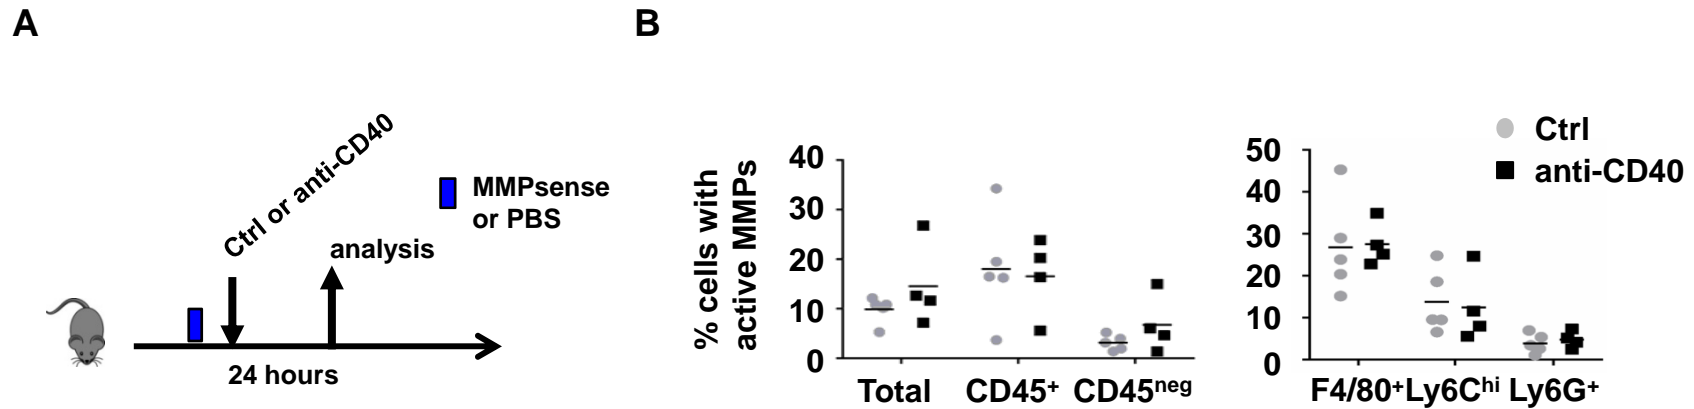 A
B
Ctrl or anti-CD40
MMPsense
or PBS
analysis
24 hours
% cells with
active MMPs
40
30
20
10
0
Total CD45⁺ CD45ⁿᵉᵍ
50
40
30
20
10
0
Ctrl
anti-CD40
F4/80⁺ Ly6Cʰⁱ Ly6G⁺